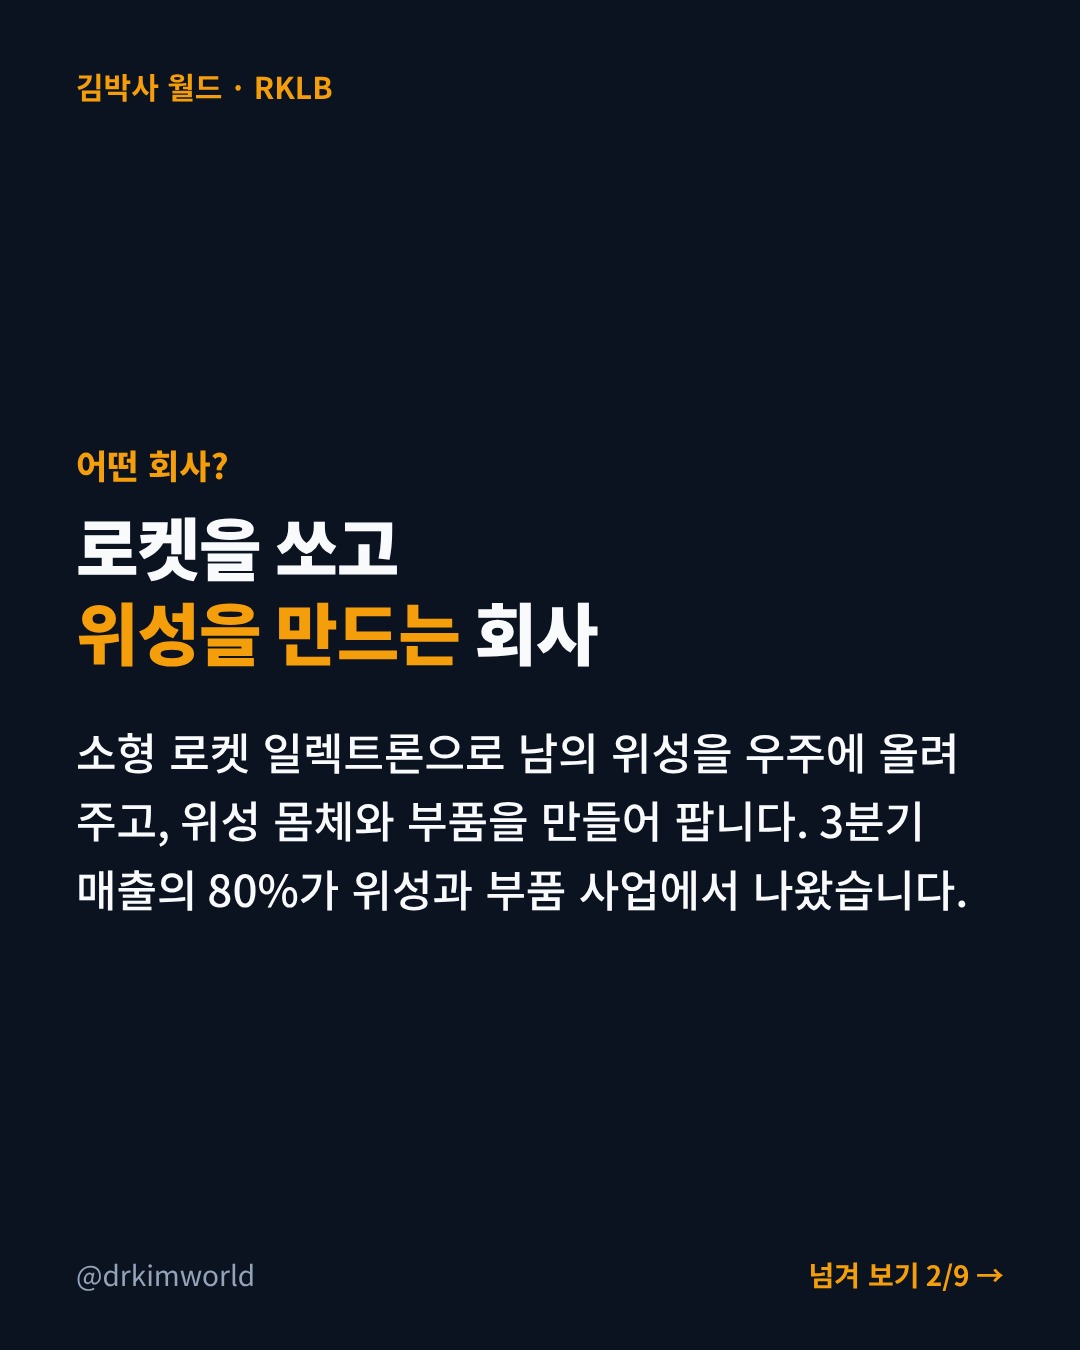 김박사 월드 · RKLB
어떤 회사?
로켓을 쏘고
위성을 만드는 회사
소형 로켓 일렉트론으로 남의 위성을 우주에 올려
주고, 위성 몸체와 부품을 만들어 팝니다. 3분기
매출의 80%가 위성과 부품 사업에서 나왔습니다.
@drkimworld
넘겨 보기 2/9 →